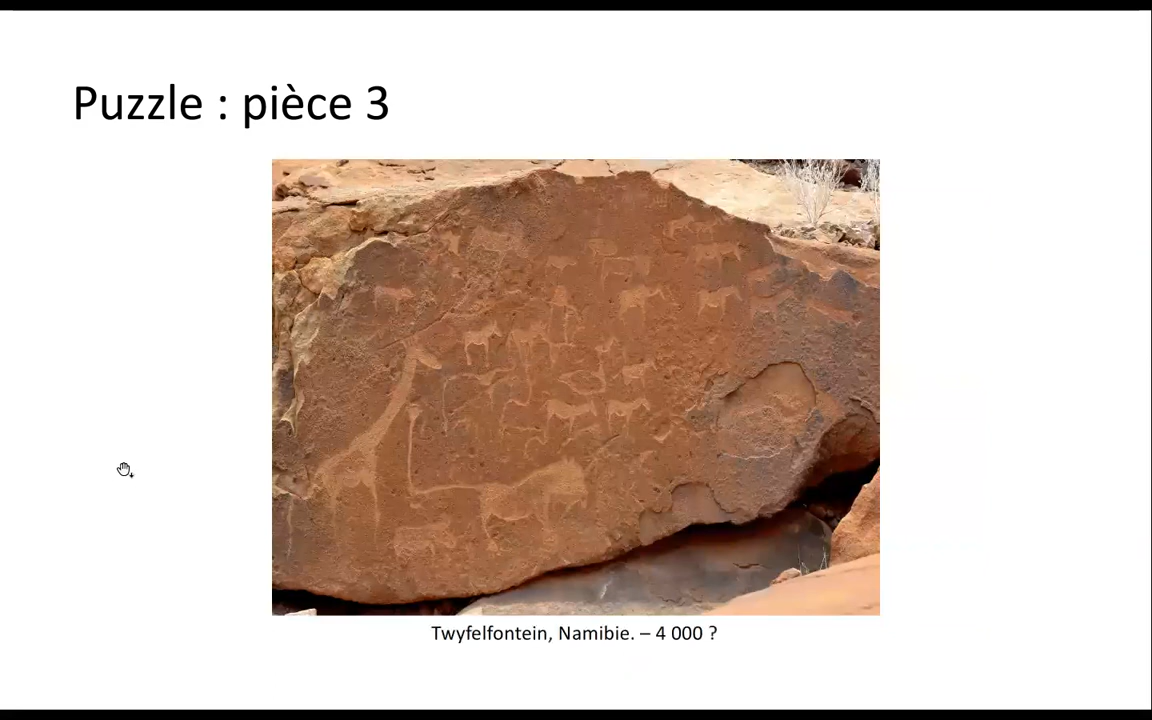 Puzzle : pièce 3
Twyfelfontein, Namibie. – 4 000 ?